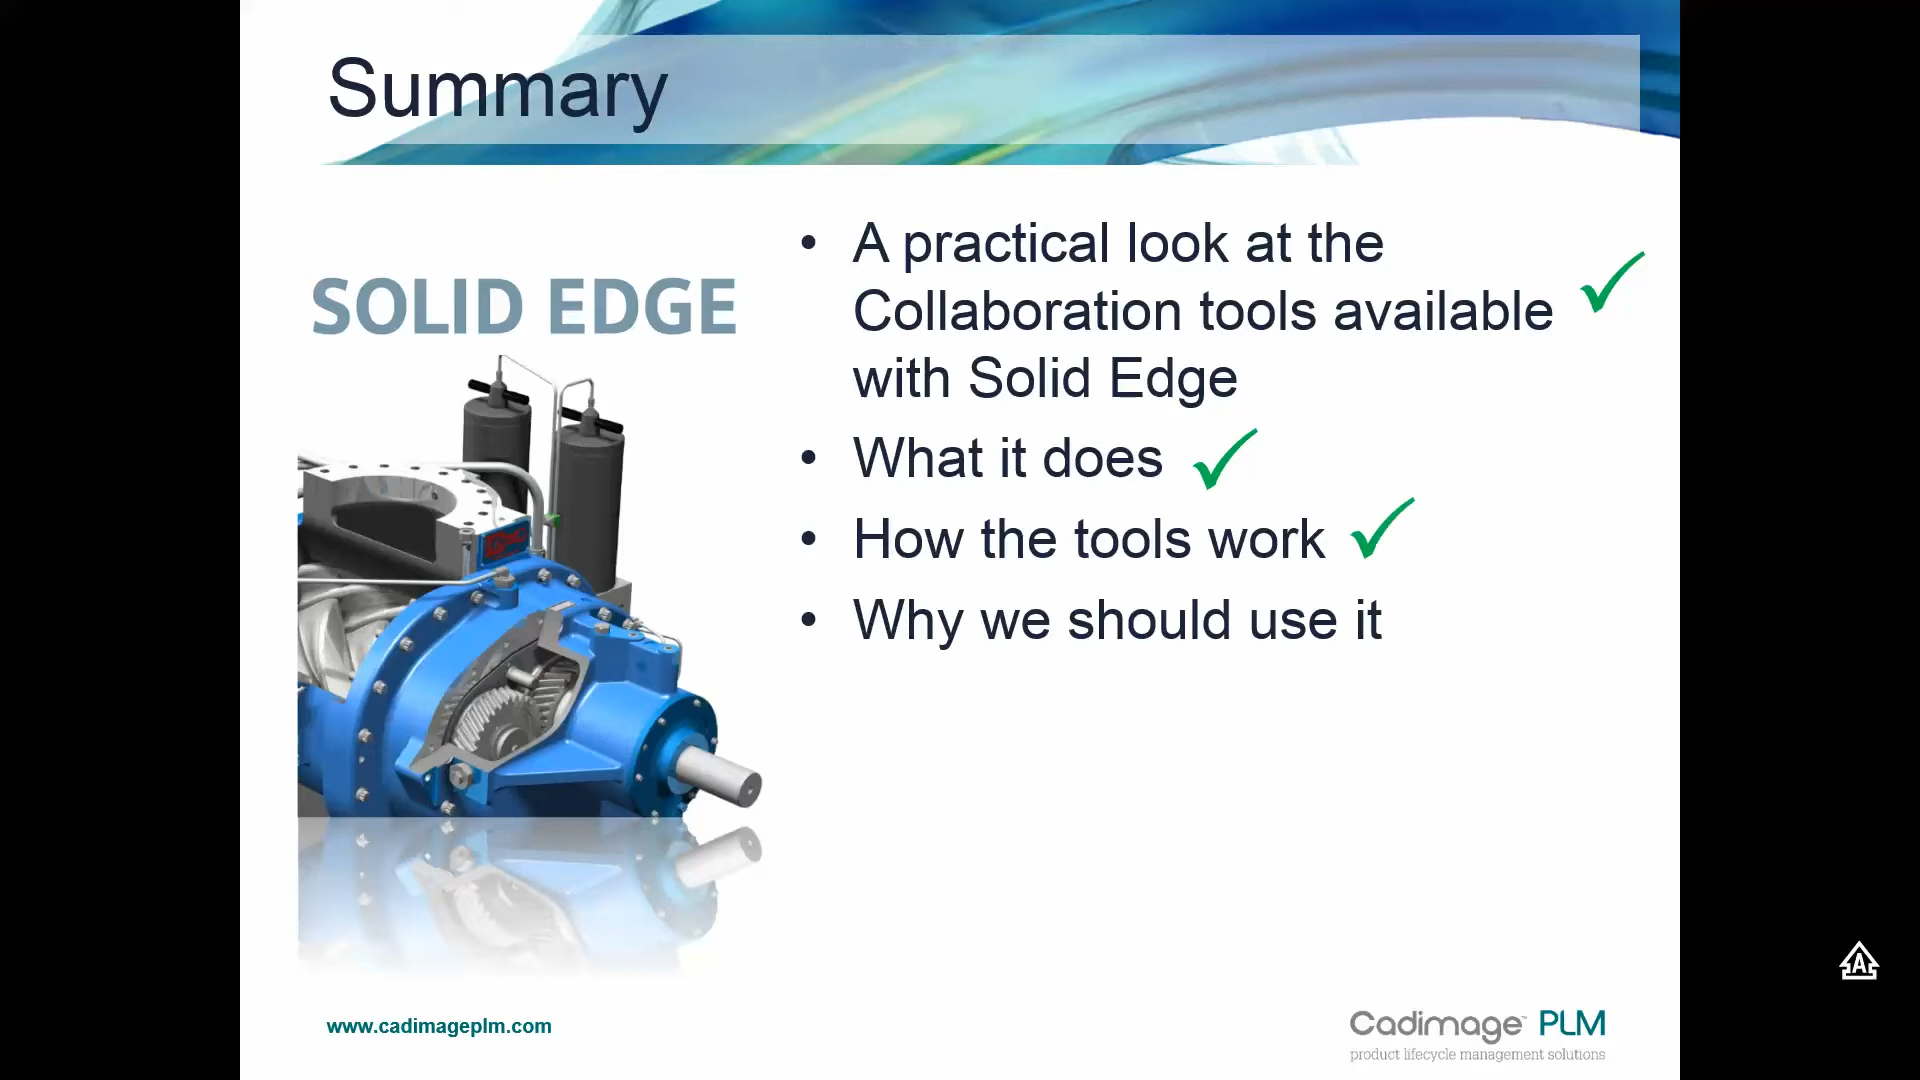 Summary
SOLID EDGE
• A practical look at the
Collaboration tools available
with Solid Edge
• What it does
• How the tools work
• Why we should use it
www.cadimageplm.com
Cadimage™ PLM
product lifecycle management solutions
A